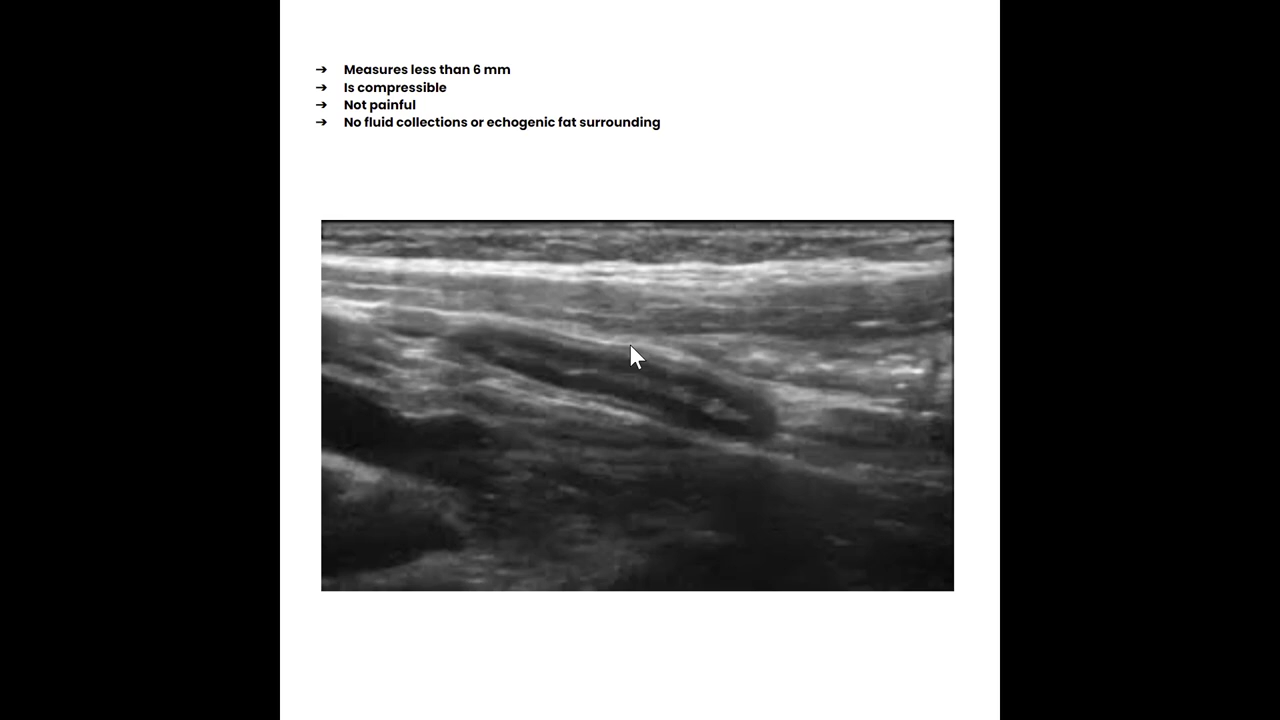 ➔ Measures less than 6 mm
➔ Is compressible
➔ Not painful
➔ No fluid collections or echogenic fat surrounding